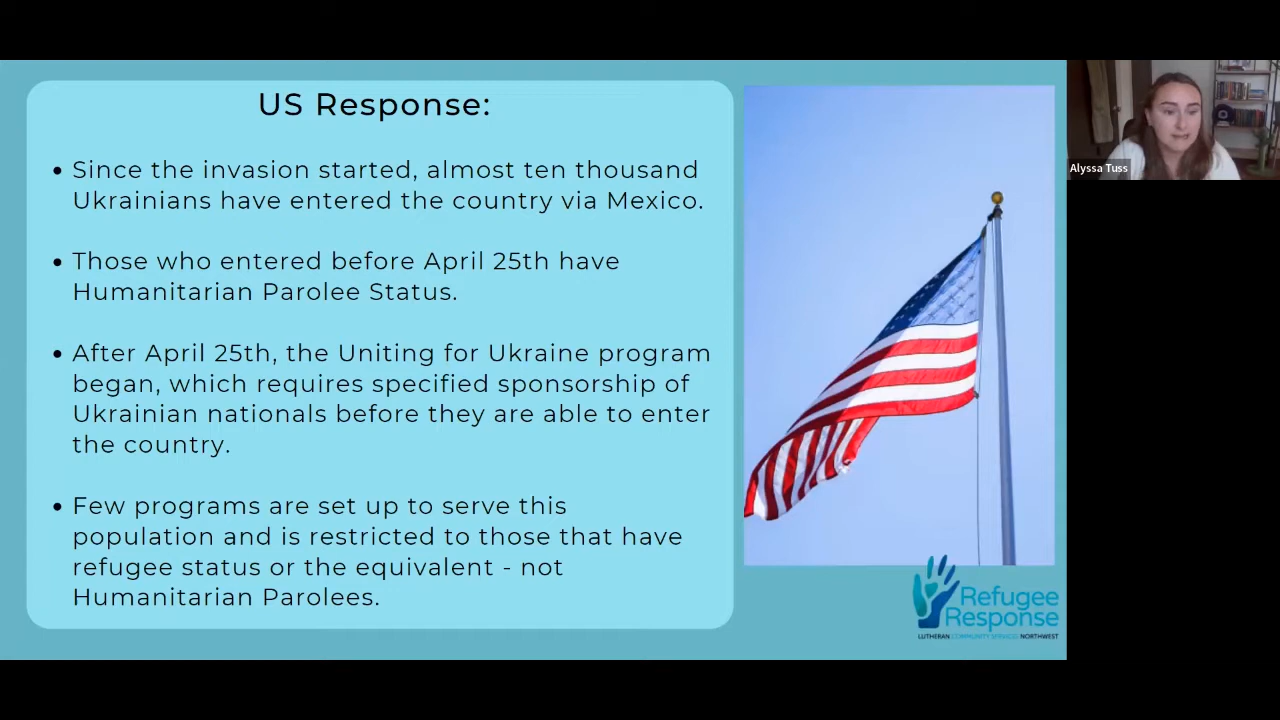 US Response:
Since the invasion started, almost ten thousand
Ukrainians have entered the country via Mexico.
Those who entered before April 25th have
Humanitarian Parolee Status.
After April 25th, the Uniting for Ukraine program
began, which requires specified sponsorship of
Ukrainian nationals before they are able to enter
the country.
Few programs are set up to serve this
population and is restricted to those that have
refugee status or the equivalent - not
Humanitarian Parolees.
Refugee
Response
LUTHERAN COMMUNITY SERVICES NORTHWEST
Alyssa Tuss